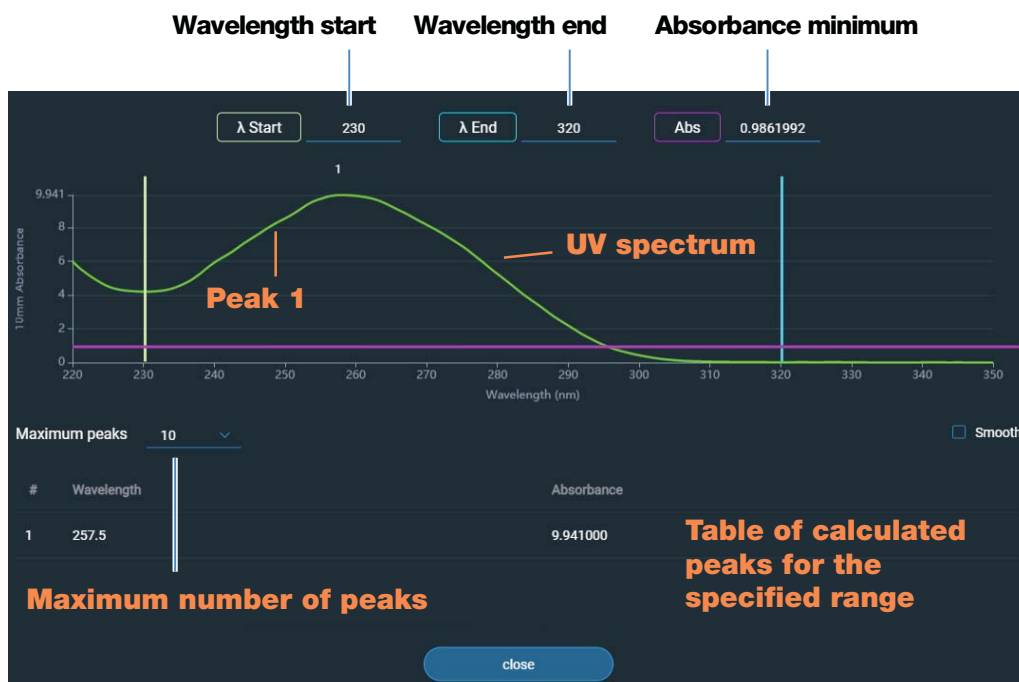 Wavelength start
Wavelength end
Absorbance minimum
λ Start
230
λ End
320
Abs
0.9861992
1
9.941
8
6
4
2
0
10mm Absorbance
UV spectrum
Peak 1
220
230
240
250
260
270
280
290
300
310
320
330
340
350
Wavelength (nm)
Maximum peaks
10
Smooth
# Wavelength Absorbance
1 257.5 9.941000
Table of calculated
peaks for the
specified range
Maximum number of peaks
close